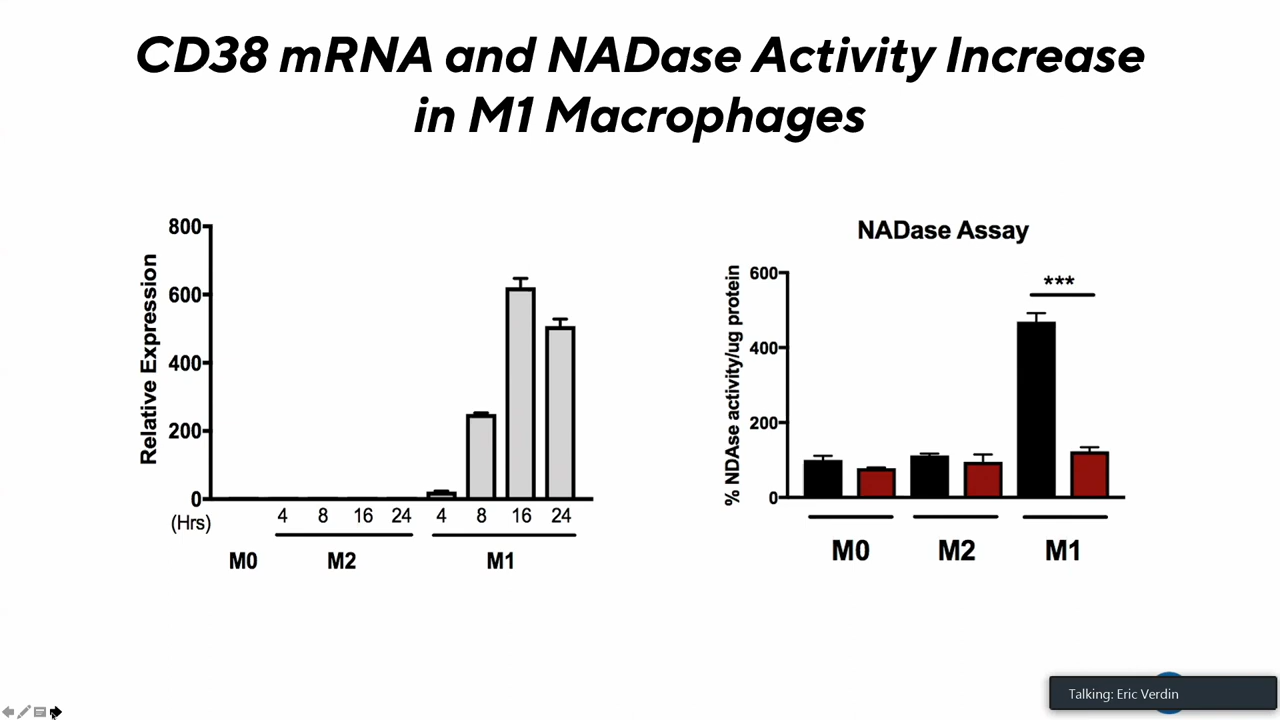 CD38 mRNA and NADase Activity Increase
in M1 Macrophages
800
600
400
200
0
Relative Expression
(Hrs)
4 8 16 24 4 8 16 24
M0 M2 M1
NADase Assay
% NDAse activity/ug protein
600
400
200
0
***
M0 M2 M1
Talking: Eric Verdin